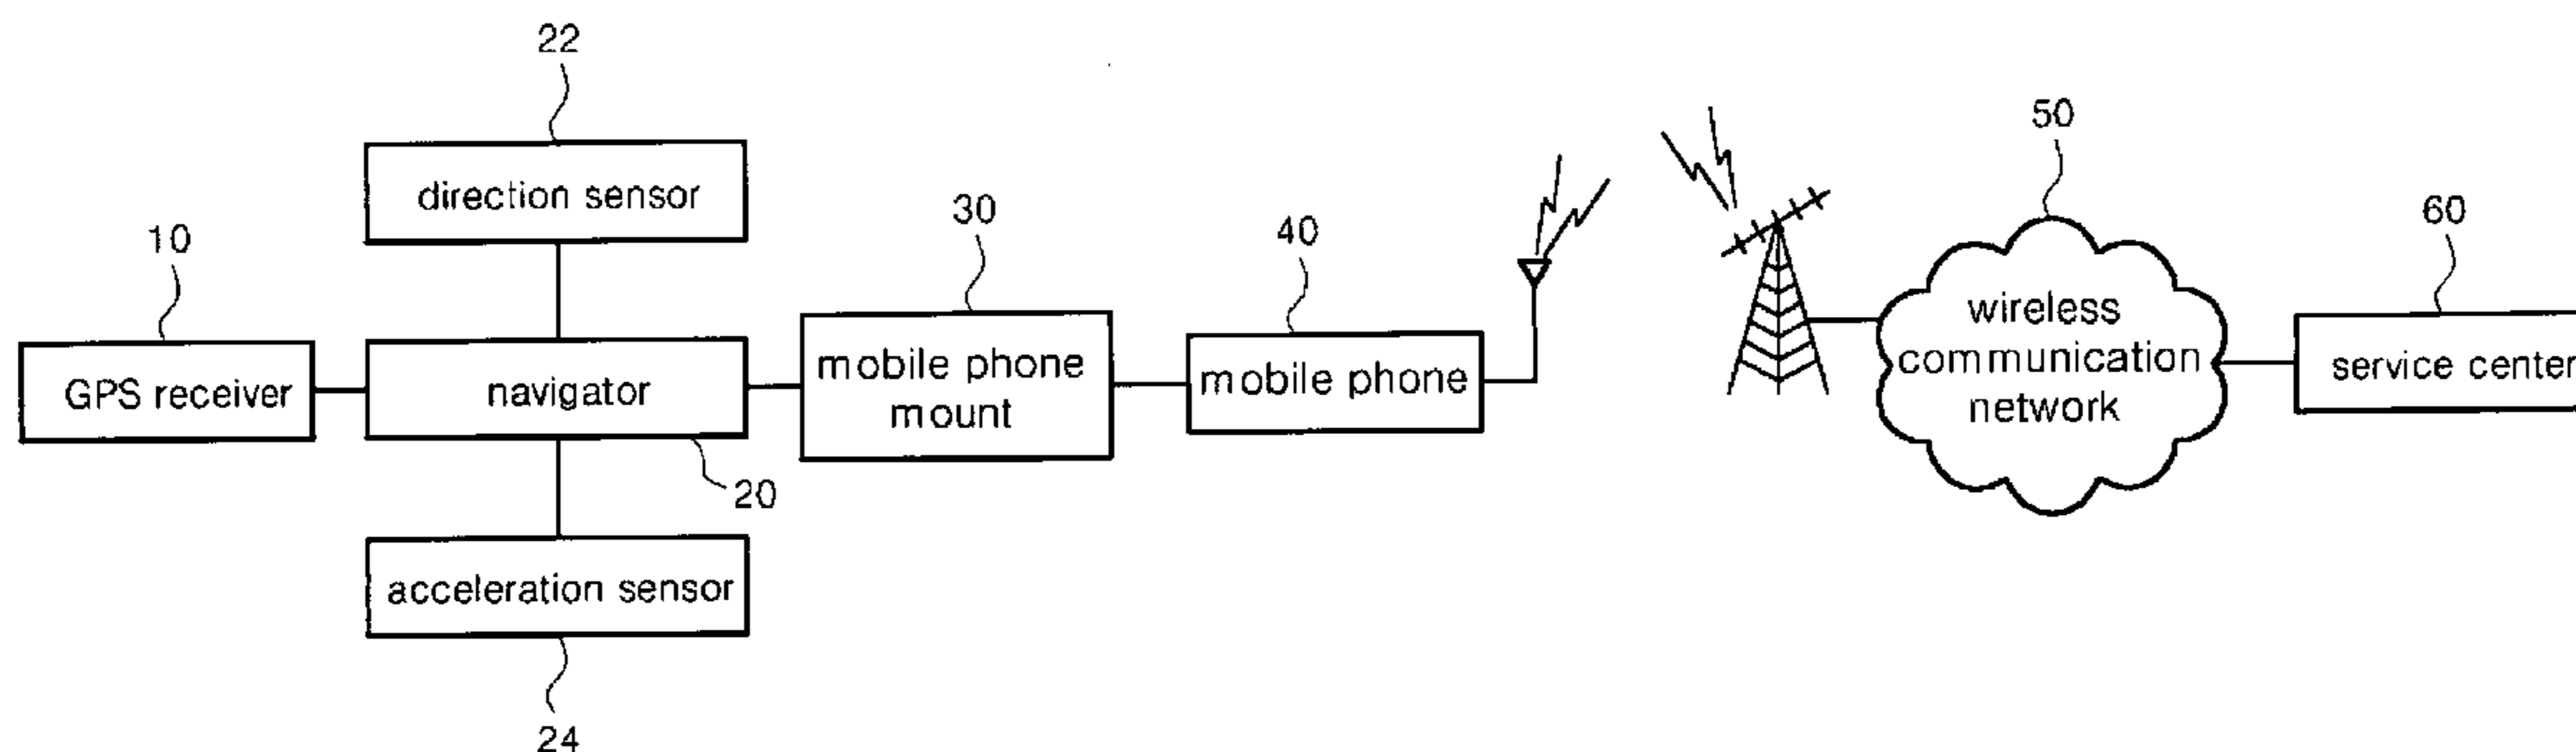 22
direction sensor
10
GPS receiver
navigator
20
acceleration sensor
24
30
mobile phone
mount
40
mobile phone
50
wireless
communication
network
60
service center